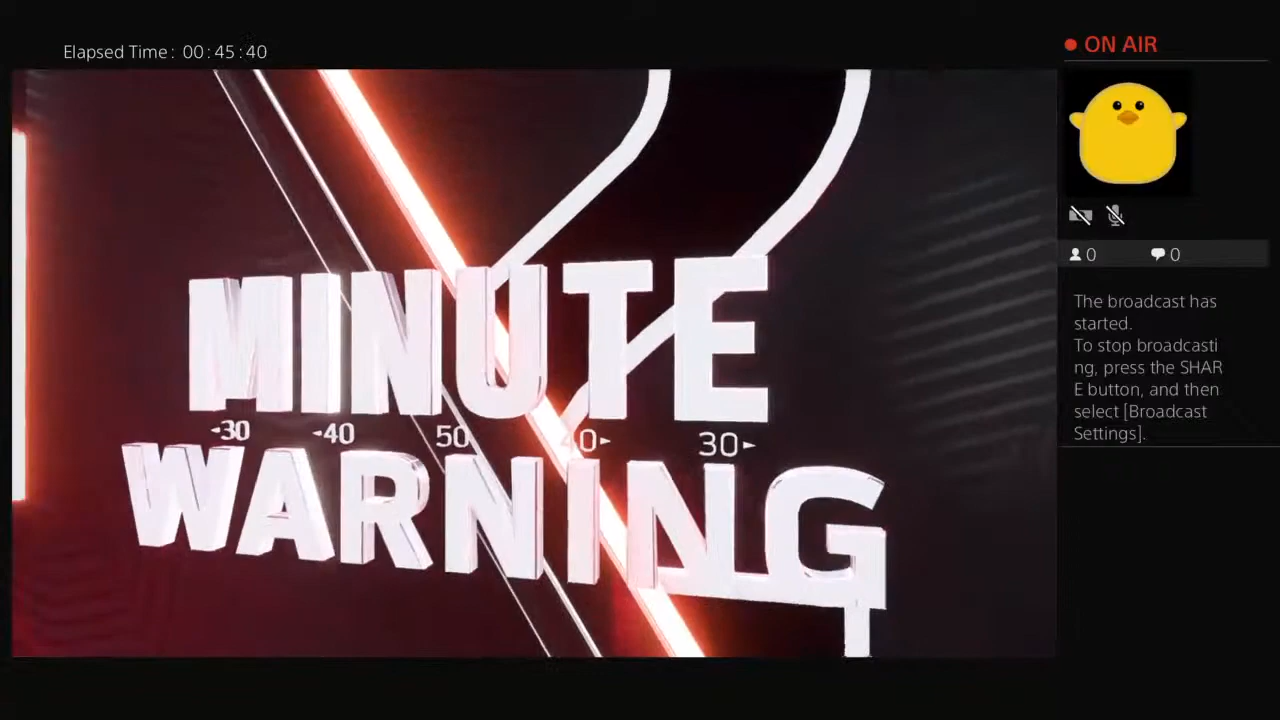 Elapsed Time: 00:45:40
ON AIR
MINUTE
◄30 ◄40 50 40► 30►
WARNING
0 0
The broadcast has
started.
To stop broadcasti
ng, press the SHAR
E button, and then
select [Broadcast
Settings].